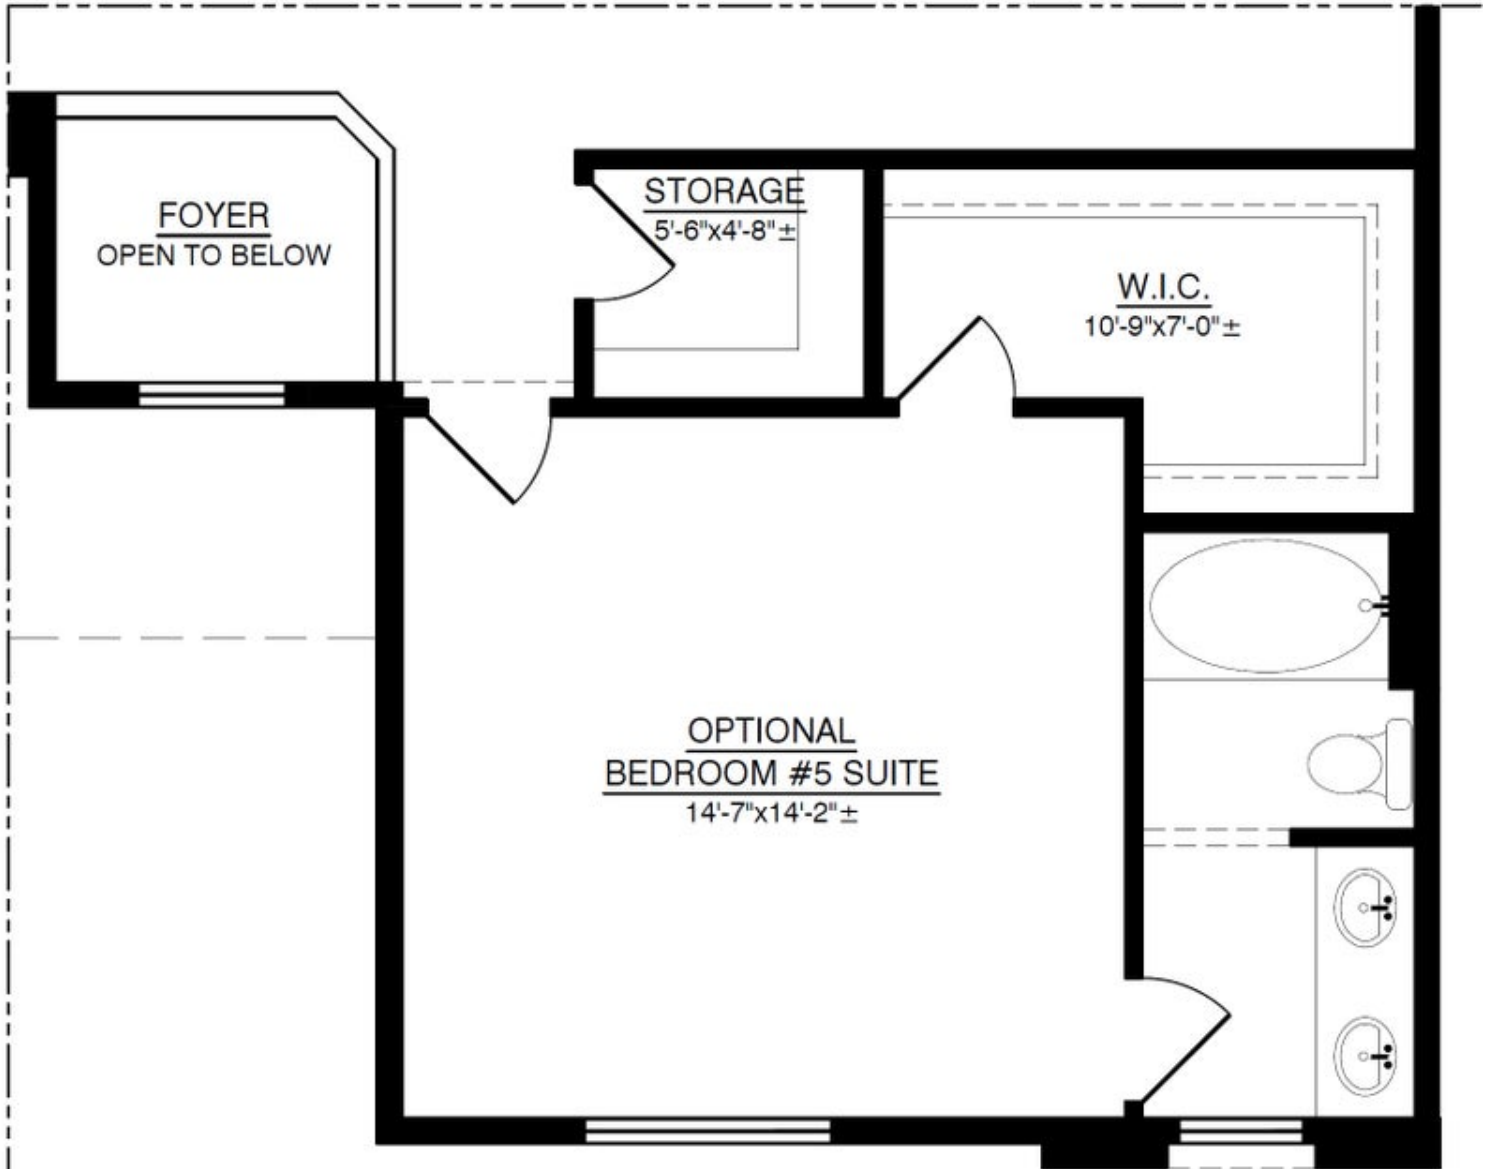 STORAGE
5'-6"x4'-8"±
FOYER
OPEN TO BELOW
W.I.C.
10'-9"x7'-0"±
OPTIONAL
BEDROOM #5 SUITE
14'-7"x14'-2"±